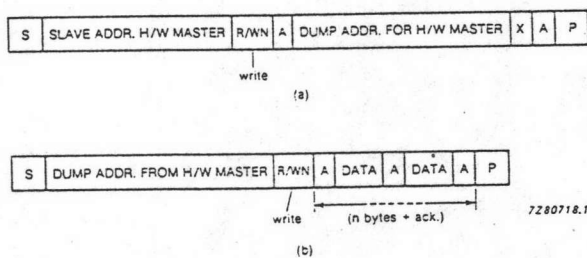 S SLAVE ADDR. H/W MASTER R/WN A DUMP ADDR. FOR H/W MASTER X A P
write
(a)
S DUMP ADDR. FROM H/W MASTER R/WN A DATA A DATA A P
write
(n bytes + ack.)
7Z80718.1
(b)